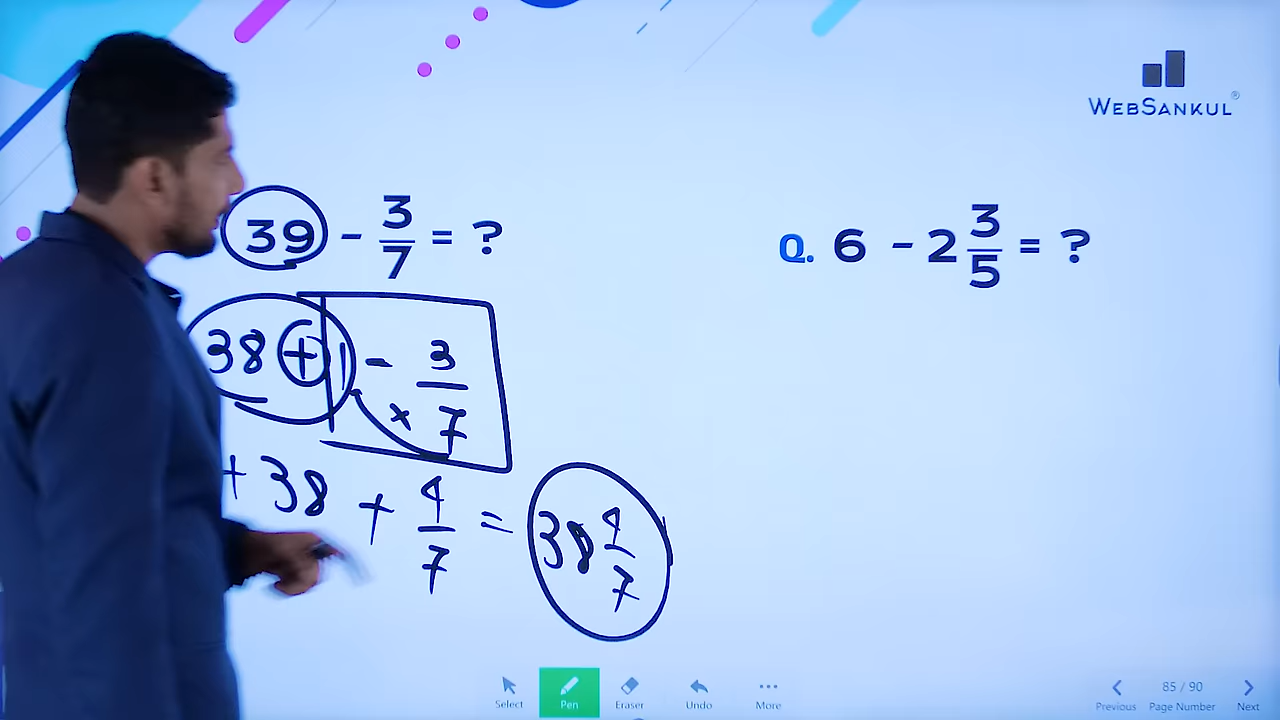 WEBSANKUL®
39 - 3/7 = ?
38 + 1 - 3/7
×
+ 38 + 4/7 = 38 4/7
Q. 6 - 2 3/5 = ?
Select Pen Eraser Undo More
Previous 85 / 90 Page Number Next